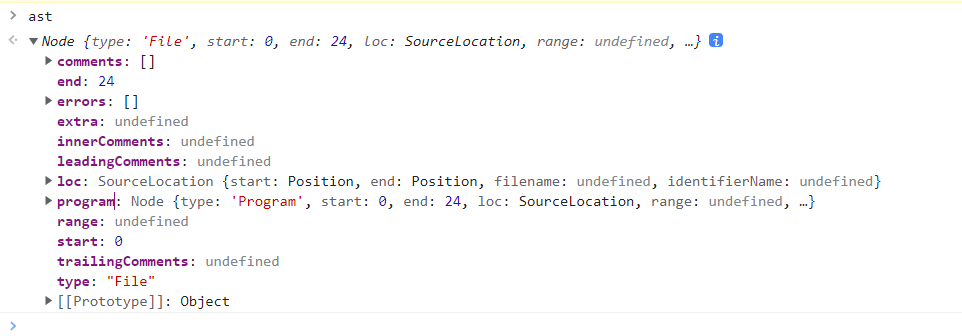 ast
Node {type: 'File', start: 0, end: 24, loc: SourceLocation, range: undefined, …} i
comments: []
end: 24
errors: []
extra: undefined
innerComments: undefined
leadingComments: undefined
loc: SourceLocation {start: Position, end: Position, filename: undefined, identifierName: undefined}
program: Node {type: 'Program', start: 0, end: 24, loc: SourceLocation, range: undefined, …}
range: undefined
start: 0
trailingComments: undefined
type: "File"
[[Prototype]]: Object